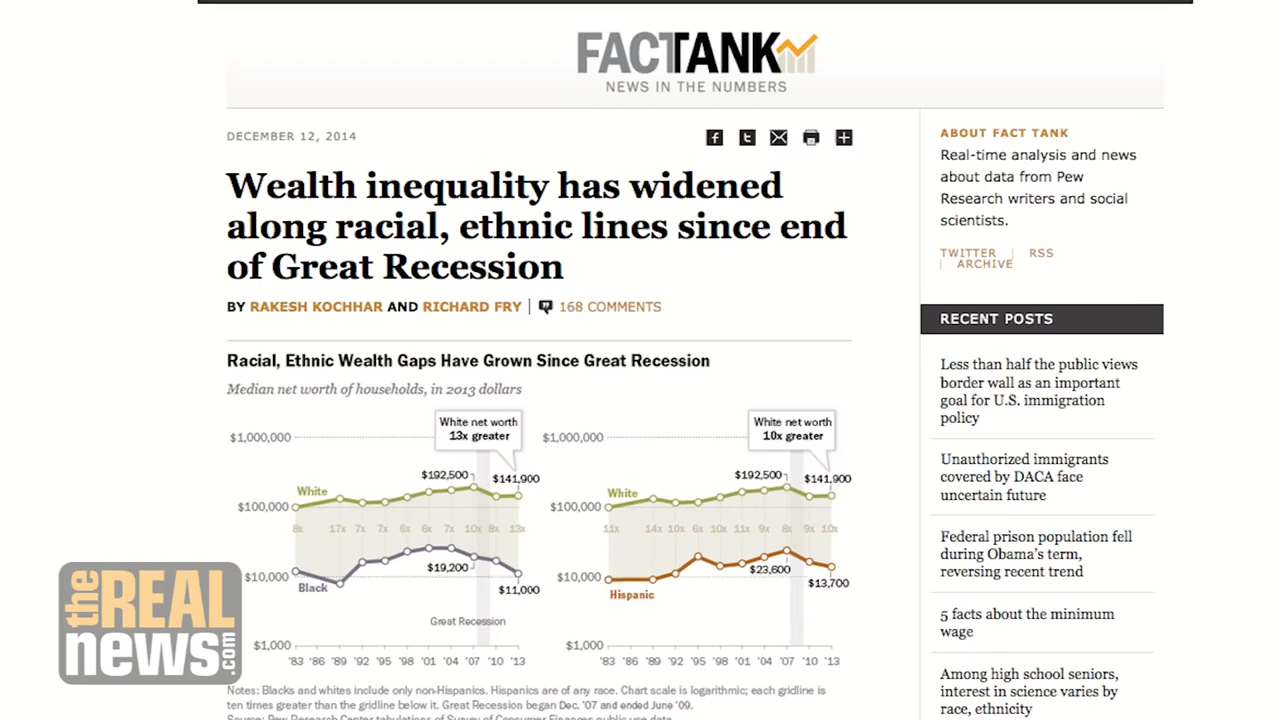 FACTANK
NEWS IN THE NUMBERS
DECEMBER 12, 2014
Wealth inequality has widened
along racial, ethnic lines since end
of Great Recession
BY RAKESH KOCHHAR AND RICHARD FRY | 168 COMMENTS
Racial, Ethnic Wealth Gaps Have Grown Since Great Recession
Median net worth of households, in 2013 dollars
White net worth
13x greater
$1,000,000
$192,500
$141,900
White
$100,000
8x 17x 7x 7x 6x 6x 7x 10x 8x 13x
$10,000
Black
$19,200
$11,000
Great Recession
$1,000
'83 '86 '89 '92 '95 '98 '01 '04 '07 '10 '13
White net worth
10x greater
$1,000,000
$192,500
$141,900
White
$100,000
11x 14x 10x 6x 10x 11x 9x 8x 9x 10x
$10,000
Hispanic
$23,600
$13,700
$1,000
'83 '86 '89 '92 '95 '98 '01 '04 '07 '10 '13
Notes: Blacks and whites include only non-Hispanics. Hispanics are of any race. Chart scale is logarithmic; each gridline is
ten times greater than the gridline below it. Great Recession began Dec. '07 and ended June '09.
Source: Pew Research Center tabulations of Survey of Consumer Finances public-use data
ABOUT FACT TANK
Real-time analysis and news
about data from Pew
Research writers and social
scientists.
TWITTER | RSS
| ARCHIVE
RECENT POSTS
Less than half the public views
border wall as an important
goal for U.S. immigration
policy
Unauthorized immigrants
covered by DACA face
uncertain future
Federal prison population fell
during Obama's term,
reversing recent trend
5 facts about the minimum
wage
Among high school seniors,
interest in science varies by
race, ethnicity
the REAL
news.com